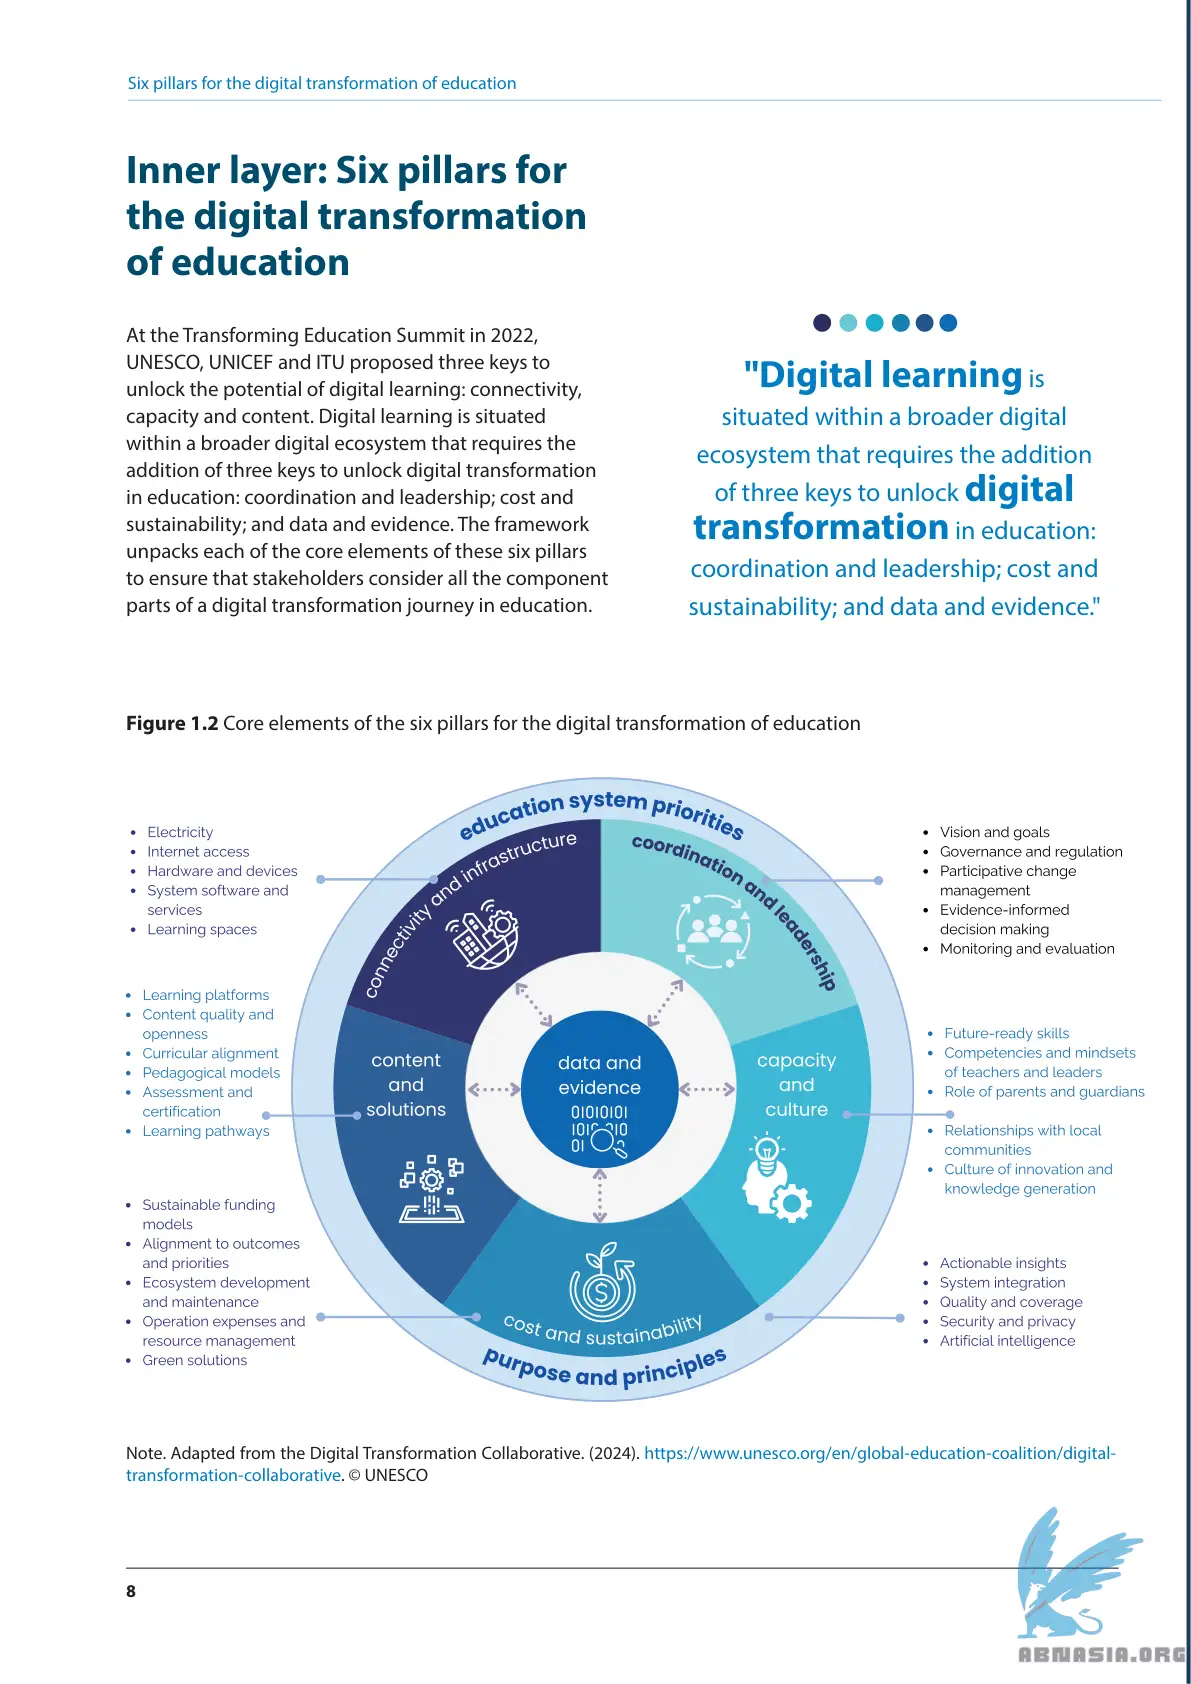 Six pillars for the digital transformation of education
Inner layer: Six pillars for
the digital transformation
of education
At the Transforming Education Summit in 2022,
UNESCO, UNICEF and ITU proposed three keys to
unlock the potential of digital learning: connectivity,
capacity and content. Digital learning is situated
within a broader digital ecosystem that requires the
addition of three keys to unlock digital transformation
in education: coordination and leadership; cost and
sustainability; and data and evidence. The framework
unpacks each of the core elements of these six pillars
to ensure that stakeholders consider all the component
parts of a digital transformation journey in education.
"Digital learning is
situated within a broader digital
ecosystem that requires the addition
of three keys to unlock digital
transformation in education:
coordination and leadership; cost and
sustainability; and data and evidence."
Figure 1.2 Core elements of the six pillars for the digital transformation of education
• Electricity
• Internet access
• Hardware and devices
• System software and
services
• Learning spaces
• Learning platforms
• Content quality and
openness
• Curricular alignment
• Pedagogical models
• Assessment and
certification
• Learning pathways
• Sustainable funding
models
• Alignment to outcomes
and priorities
• Ecosystem development
and maintenance
• Operation expenses and
resource management
• Green solutions
education system priorities
connectivity and infrastructure
coordination and leadership
content
and
solutions
data and
evidence
01010101
1010 010
01
capacity
and
culture
cost and sustainability
purpose and principles
• Vision and goals
• Governance and regulation
• Participative change
management
• Evidence-informed
decision making
• Monitoring and evaluation
• Future-ready skills
• Competencies and mindsets
of teachers and leaders
• Role of parents and guardians
• Relationships with local
communities
• Culture of innovation and
knowledge generation
• Actionable insights
• System integration
• Quality and coverage
• Security and privacy
• Artificial intelligence
Note. Adapted from the Digital Transformation Collaborative. (2024). https://www.unesco.org/en/global-education-coalition/digital-
transformation-collaborative. © UNESCO
8
ABNASIA.ORG